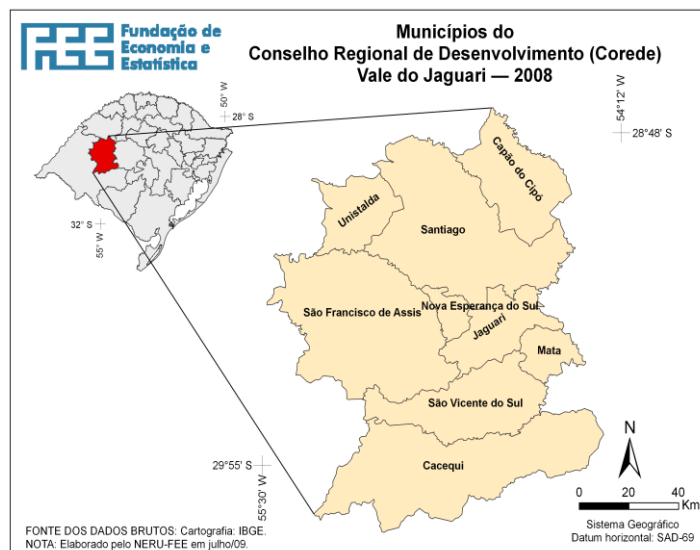 FEE
Fundação de
Economia e
Estatística
Municípios do
Conselho Regional de Desenvolvimento (Corede)
Vale do Jaguari — 2008
50° W
28° S
32° S
55° W
54°12' W
28°48' S
Capão do Cipó
Unistalda
Santiago
São Francisco de Assis
Nova Esperança do Sul
Jaguari
Mata
São Vicente do Sul
Cacequi
29°55' S
55°30' W
N
0 20 40
Km
Sistema Geográfico
Datum horizontal: SAD-69
FONTE DOS DADOS BRUTOS: Cartografia: IBGE.
NOTA: Elaborado pelo NERU-FEE em julho/09.